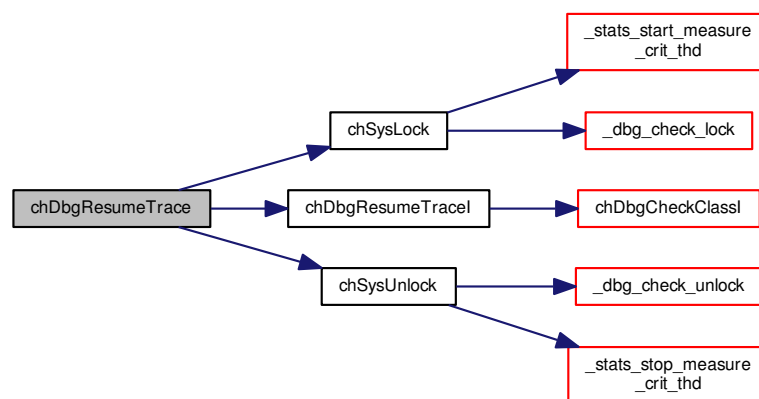 _stats_start_measure
_crit_thd
chSysLock
_dbg_check_lock
chDbgResumeTrace
chDbgResumeTraceI
chDbgCheckClassI
chSysUnlock
_dbg_check_unlock
_stats_stop_measure
_crit_thd